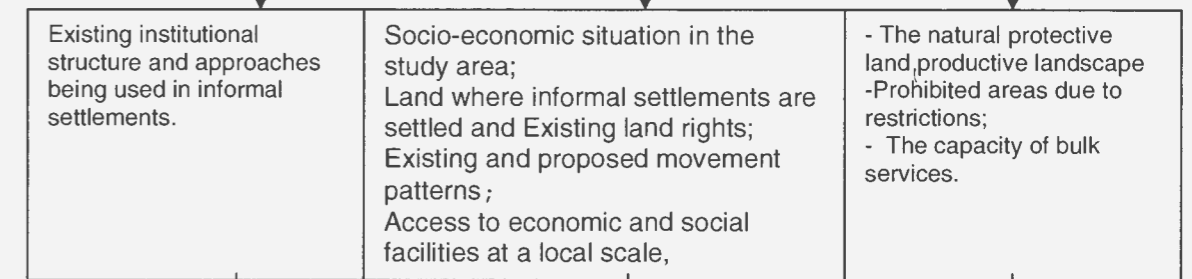 Existing institutional
structure and approaches
being used in informal
settlements.
Socio-economic situation in the
study area;
Land where informal settlements are
settled and Existing land rights;
Existing and proposed movement
patterns;
Access to economic and social
facilities at a local scale,
- The natural protective
land,productive landscape
-Prohibited areas due to
restrictions;
- The capacity of bulk
services.